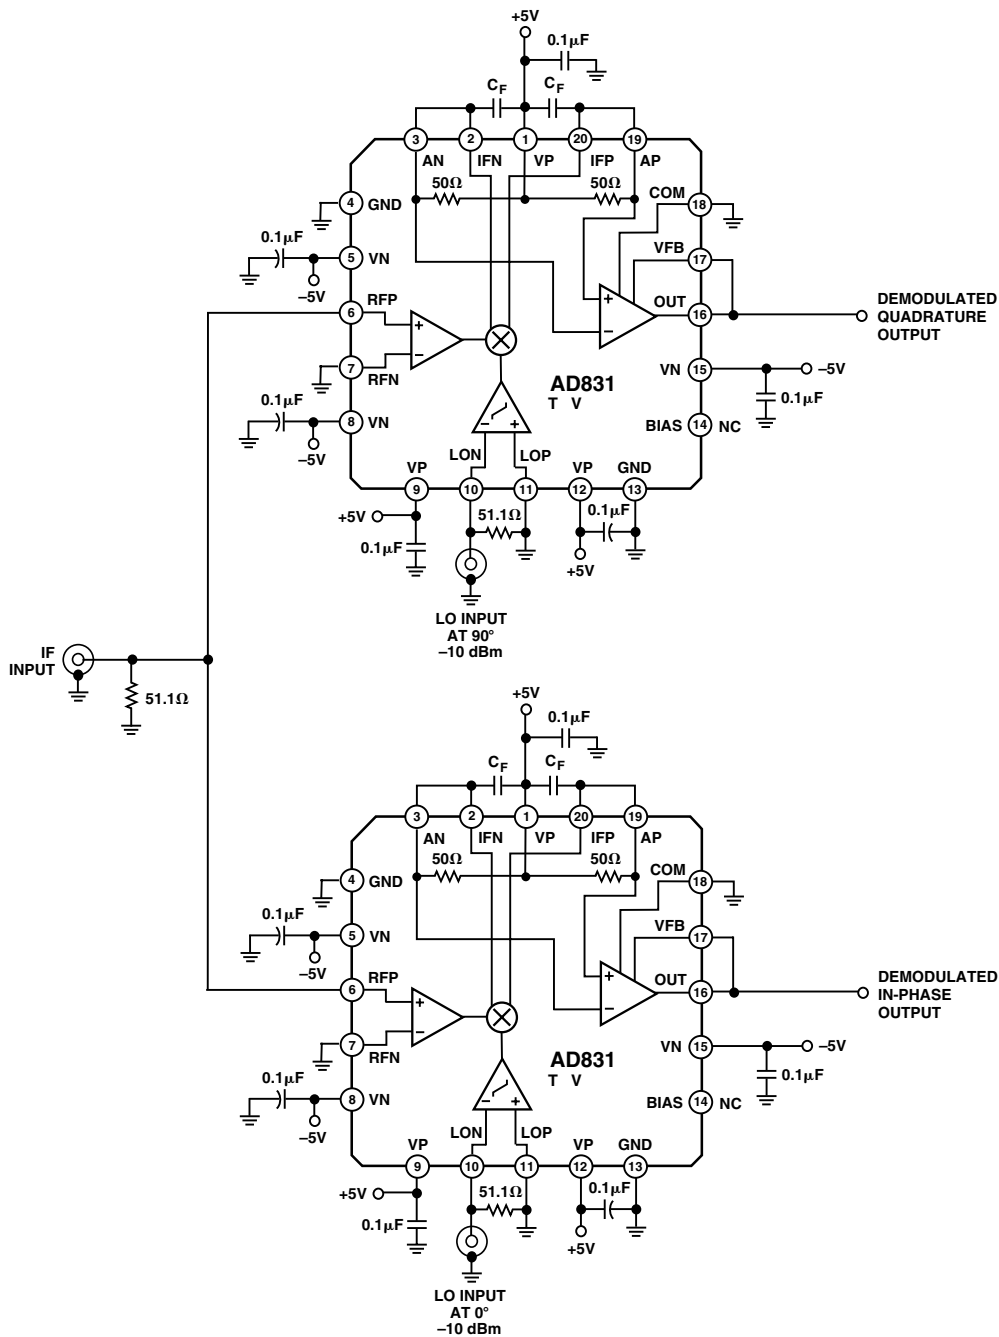 +5V
0.1µF
CF CF
3 2 1 20 19
AN IFN VP IFP AP
50Ω 50Ω
4 GND
COM 18
0.1µF
5 VN
–5V
VFB 17
RFP
6
OUT 16
DEMODULATED
QUADRATURE
OUTPUT
+ –
+ –
7
RFN
0.1µF
8 VN
–5V
AD831
T V
VN 15
–5V
0.1µF
BIAS 14 NC
– +
LON LOP
VP VP GND
9 10 11 12 13
+5V
0.1µF
51.1Ω
0.1µF
+5V
LO INPUT
AT 90°
–10 dBm
IF
INPUT
51.1Ω
+5V
0.1µF
CF CF
3 2 1 20 19
AN IFN VP IFP AP
50Ω 50Ω
4 GND
COM 18
0.1µF
5 VN
–5V
VFB 17
RFP
6
OUT 16
DEMODULATED
IN-PHASE
OUTPUT
+ –
+ –
7
RFN
0.1µF
8 VN
–5V
AD831
T V
VN 15
–5V
0.1µF
BIAS 14 NC
– +
LON LOP
VP VP GND
9 10 11 12 13
+5V
0.1µF
51.1Ω
0.1µF
+5V
LO INPUT
AT 0°
–10 dBm